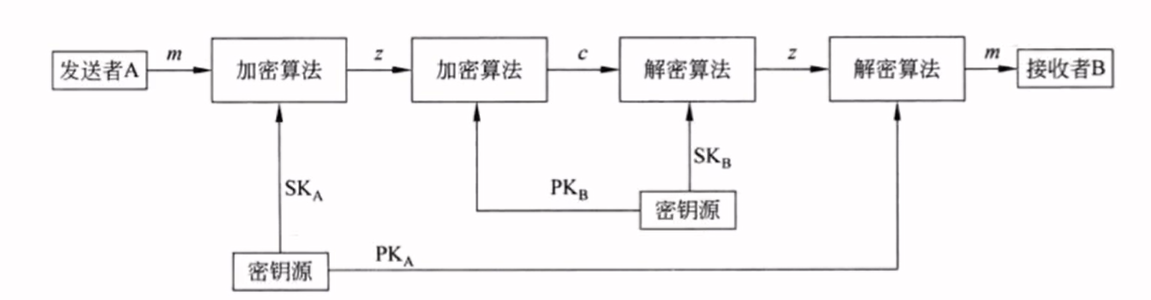 发送者A
m
加密算法
z
加密算法
c
解密算法
z
解密算法
m
接收者B
SK_A
PK_B
SK_B
密钥源
密钥源
PK_A